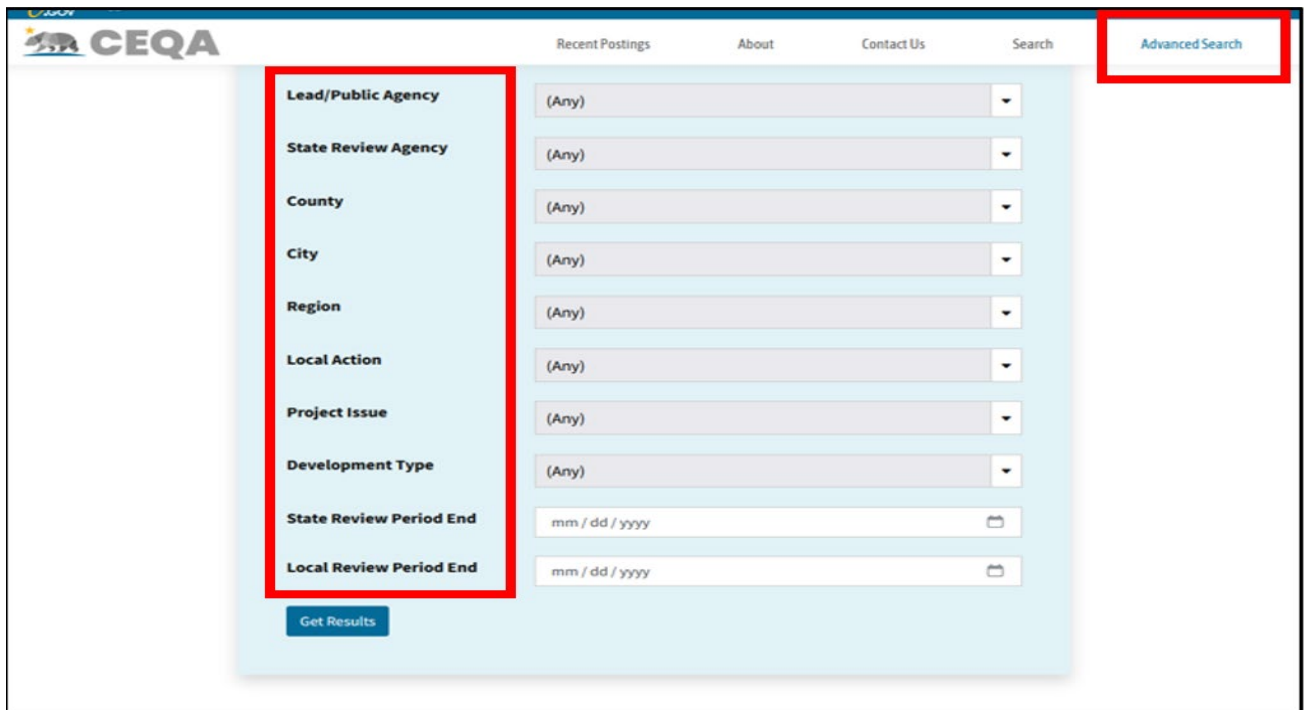 CEQA
Recent Postings About Contact Us Search Advanced Search
Lead/Public Agency (Any)
State Review Agency (Any)
County (Any)
City (Any)
Region (Any)
Local Action (Any)
Project Issue (Any)
Development Type (Any)
State Review Period End mm / dd / yyyy
Local Review Period End mm / dd / yyyy
Get Results